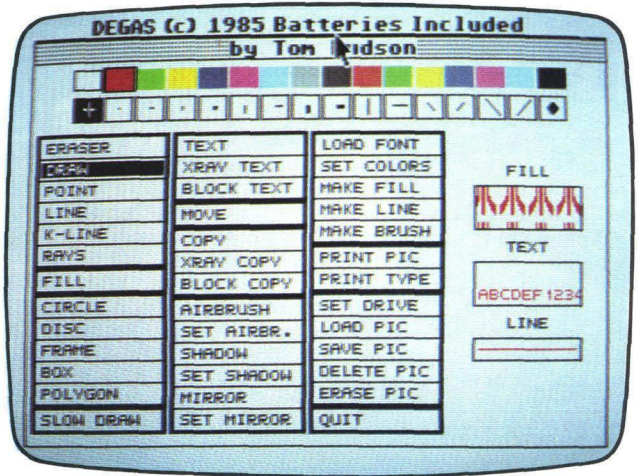 DEGAS (c) 1985 Batteries Included
by Tom Hudson
ERASER
DRAW
POINT
LINE
K-LINE
RAYS
FILL
CIRCLE
DISC
FRAME
BOX
POLYGON
SLOW DRAW
TEXT
XRAY TEXT
BLOCK TEXT
MOVE
COPY
XRAY COPY
BLOCK COPY
AIRBRUSH
SET AIRBR.
SHADOW
SET SHADOW
MIRROR
SET MIRROR
LOAD FONT
SET COLORS
MAKE FILL
MAKE LINE
MAKE BRUSH
PRINT PIC
PRINT TYPE
SET DRIVE
LOAD PIC
SAVE PIC
DELETE PIC
ERASE PIC
QUIT
FILL
TEXT
ABCDEF 1234
LINE